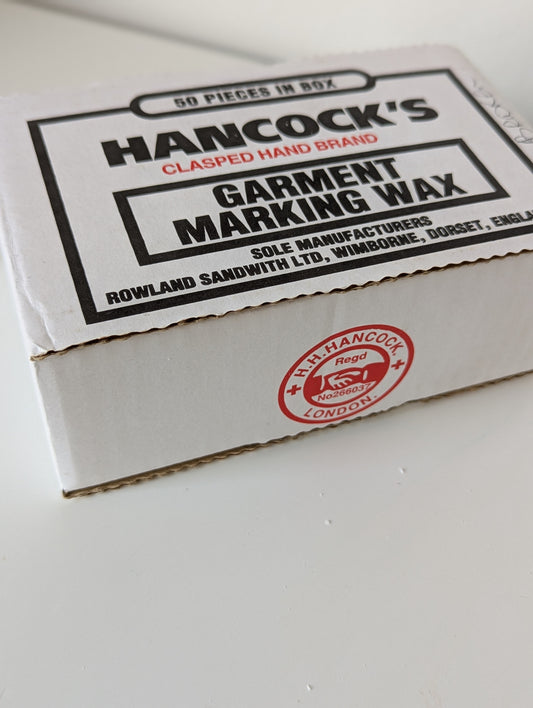 50 PIECES IN BOX
HANCOCK'S
CLASPED HAND BRAND
GARMENT
MARKING WAX
SOLE MANUFACTURERS
ROWLAND SANDWITH LTD, WIMBORNE, DORSET, ENGLA
H.H.HANCOCK.
Regd
No256037
LONDON.